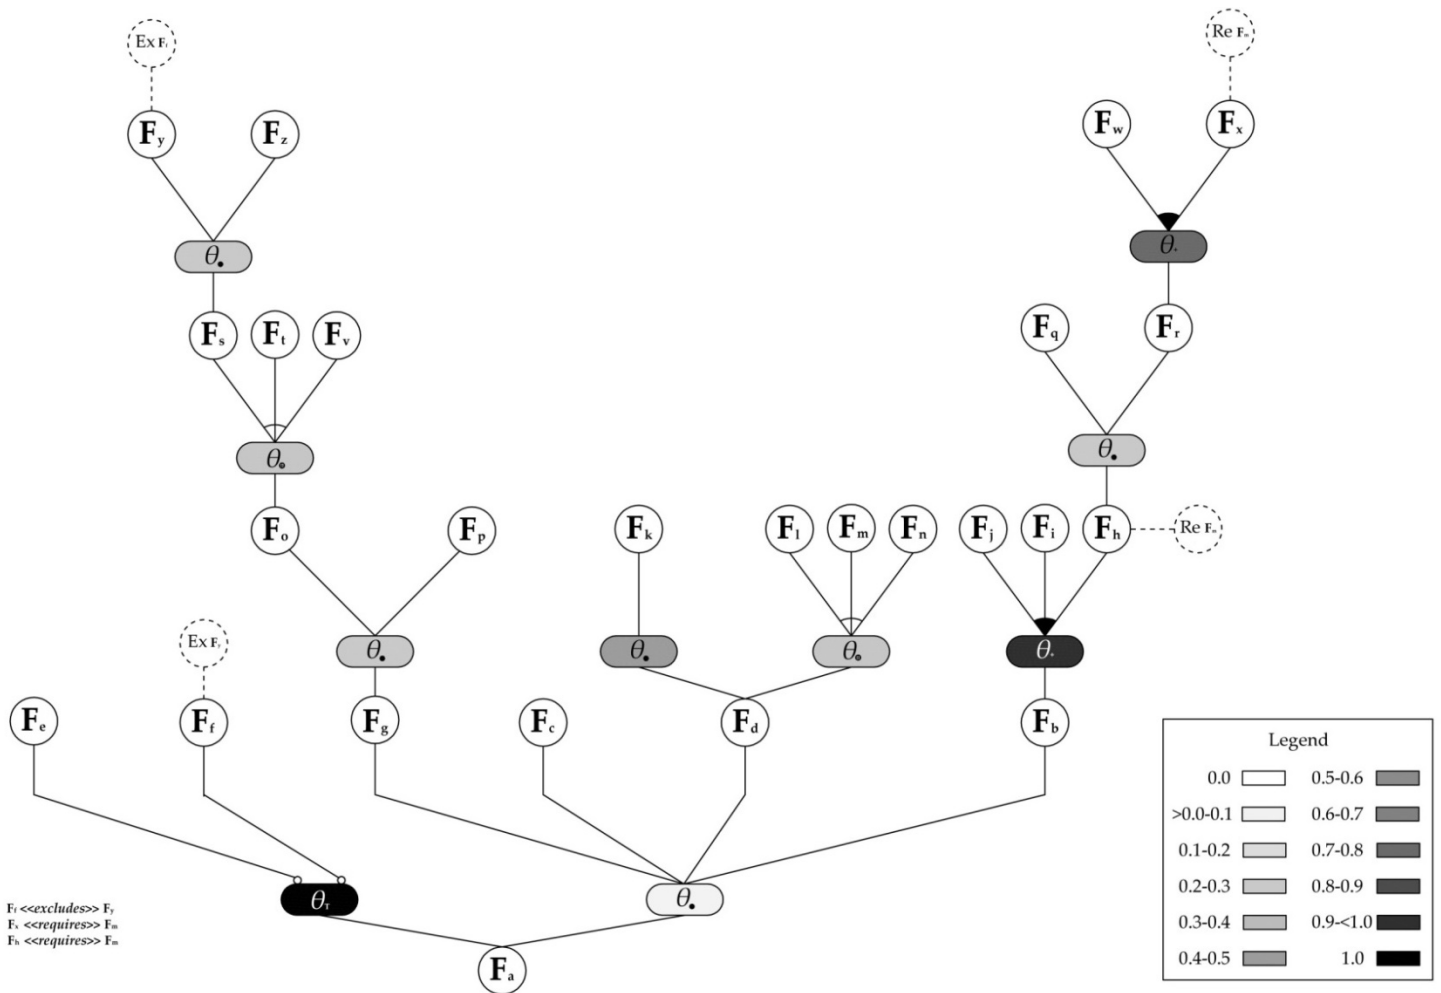 Ex Ff
Re Fm
Fy Fz
Fw Fx
θ•
θ*
Fs Ft Fv
Fq Fr
θ
θ•
Fo Fp Fk Fl Fm Fn Fj Fi Fh Re Fm
Ex Fy
θ• θ• θ θ*
Fe Ff Fg Fc Fd Fb
Legend
0.0 0.5-0.6
>0.0-0.1 0.6-0.7
0.1-0.2 0.7-0.8
0.2-0.3 0.8-0.9
0.3-0.4 0.9-<1.0
0.4-0.5 1.0
θT θ•
Ff <<excludes>> Fy
Fx <<requires>> Fm
Fh <<requires>> Fm
Fa